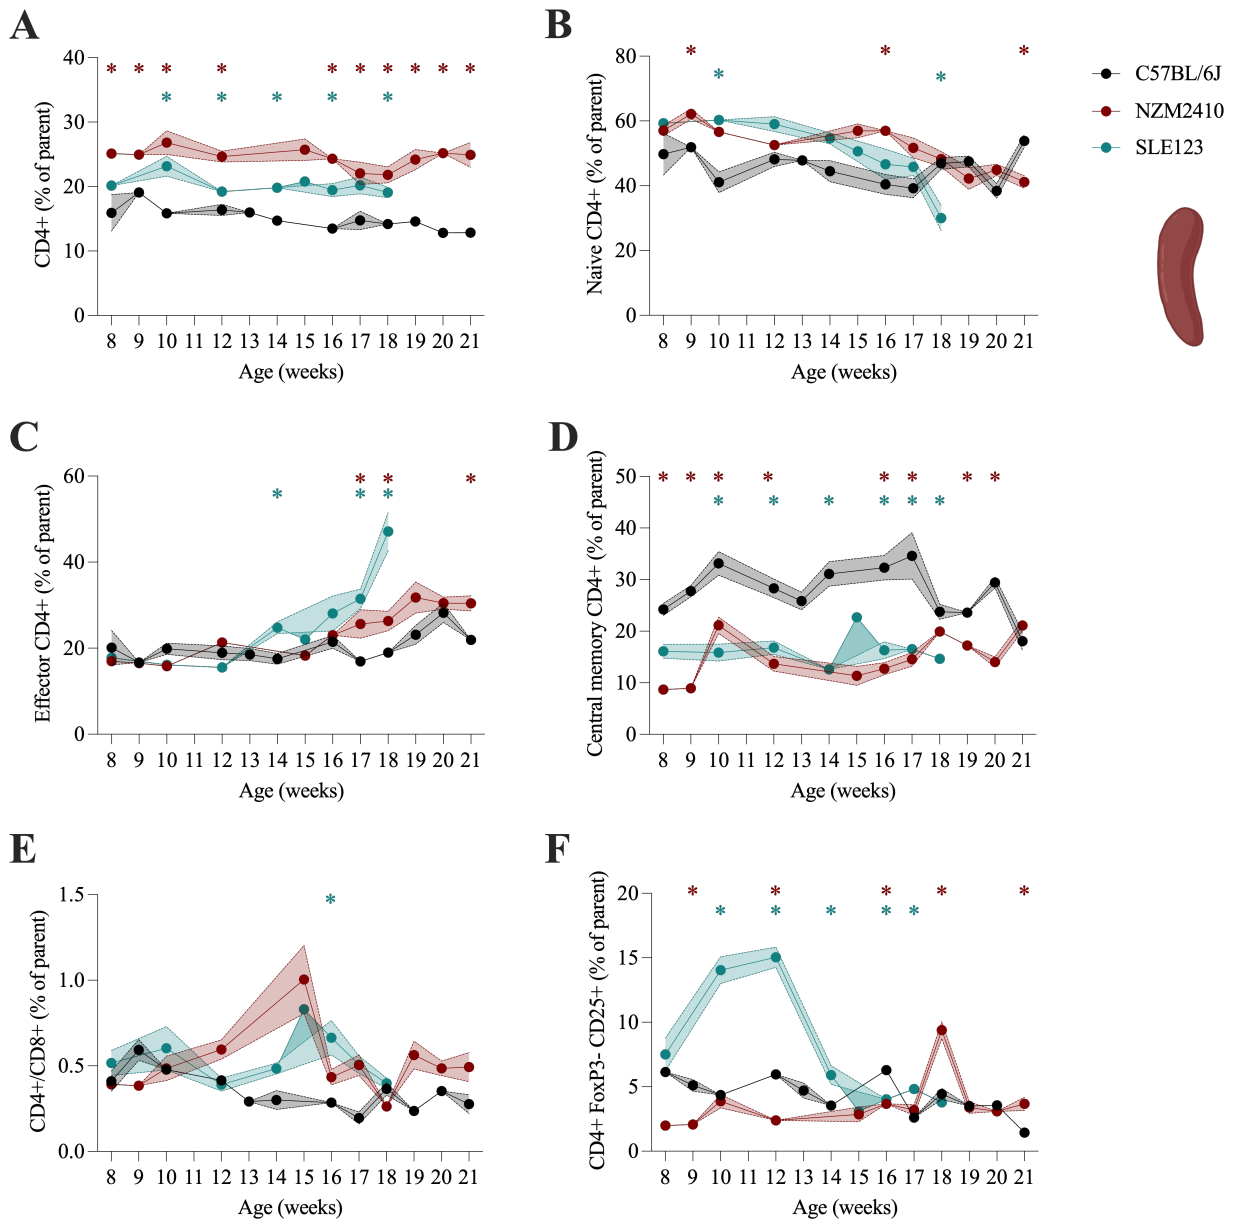 A
B
C57BL/6J
NZM2410
SLE123
CD4+ (% of parent)
40
30
20
10
0
* * * * * * * * * *
* * * * *
8 9 10 11 12 13 14 15 16 17 18 19 20 21
Age (weeks)
Naive CD4+ (% of parent)
80
60
40
20
0
* * *
* *
8 9 10 11 12 13 14 15 16 17 18 19 20 21
Age (weeks)
C
D
Effector CD4+ (% of parent)
60
40
20
0
* * *
* * *
8 9 10 11 12 13 14 15 16 17 18 19 20 21
Age (weeks)
Central memory CD4+ (% of parent)
50
40
30
20
10
0
* * * * * * * *
* * * * * *
8 9 10 11 12 13 14 15 16 17 18 19 20 21
Age (weeks)
E
F
CD4+/CD8+ (% of parent)
1.5
1.0
0.5
0.0
*
8 9 10 11 12 13 14 15 16 17 18 19 20 21
Age (weeks)
CD4+ FoxP3- CD25+ (% of parent)
20
15
10
5
0
* * * * *
* * * * *
8 9 10 11 12 13 14 15 16 17 18 19 20 21
Age (weeks)